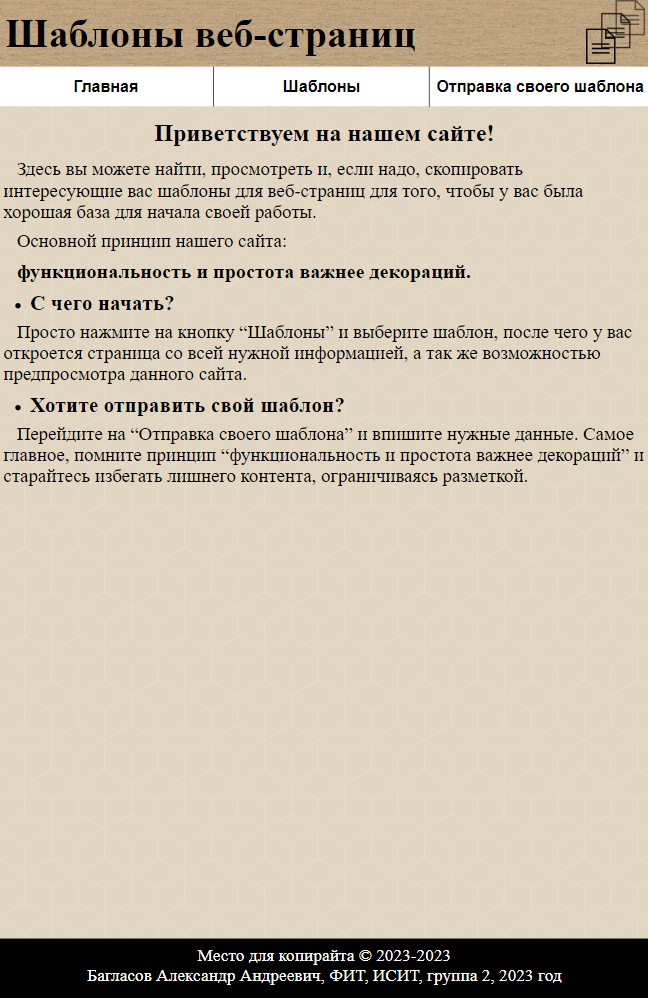 Шаблоны веб-страниц
Главная
Шаблоны
Отправка своего шаблона
Приветствуем на нашем сайте!
Здесь вы можете найти, просмотреть и, если надо, скопировать
интересующие вас шаблоны для веб-страниц для того, чтобы у вас была
хорошая база для начала своей работы.
Основной принцип нашего сайта:
функциональность и простота важнее декораций.
• С чего начать?
Просто нажмите на кнопку “Шаблоны” и выберите шаблон, после чего у вас
откроется страница со всей нужной информацией, а так же возможностью
предпросмотра данного сайта.
• Хотите отправить свой шаблон?
Перейдите на “Отправка своего шаблона” и впишите нужные данные. Самое
главное, помните принцип “функциональность и простота важнее декораций” и
старайтесь избегать лишнего контента, ограничиваясь разметкой.
Место для копирайта © 2023-2023
Багласов Александр Андреевич, ФИТ, ИСИТ, группа 2, 2023 год